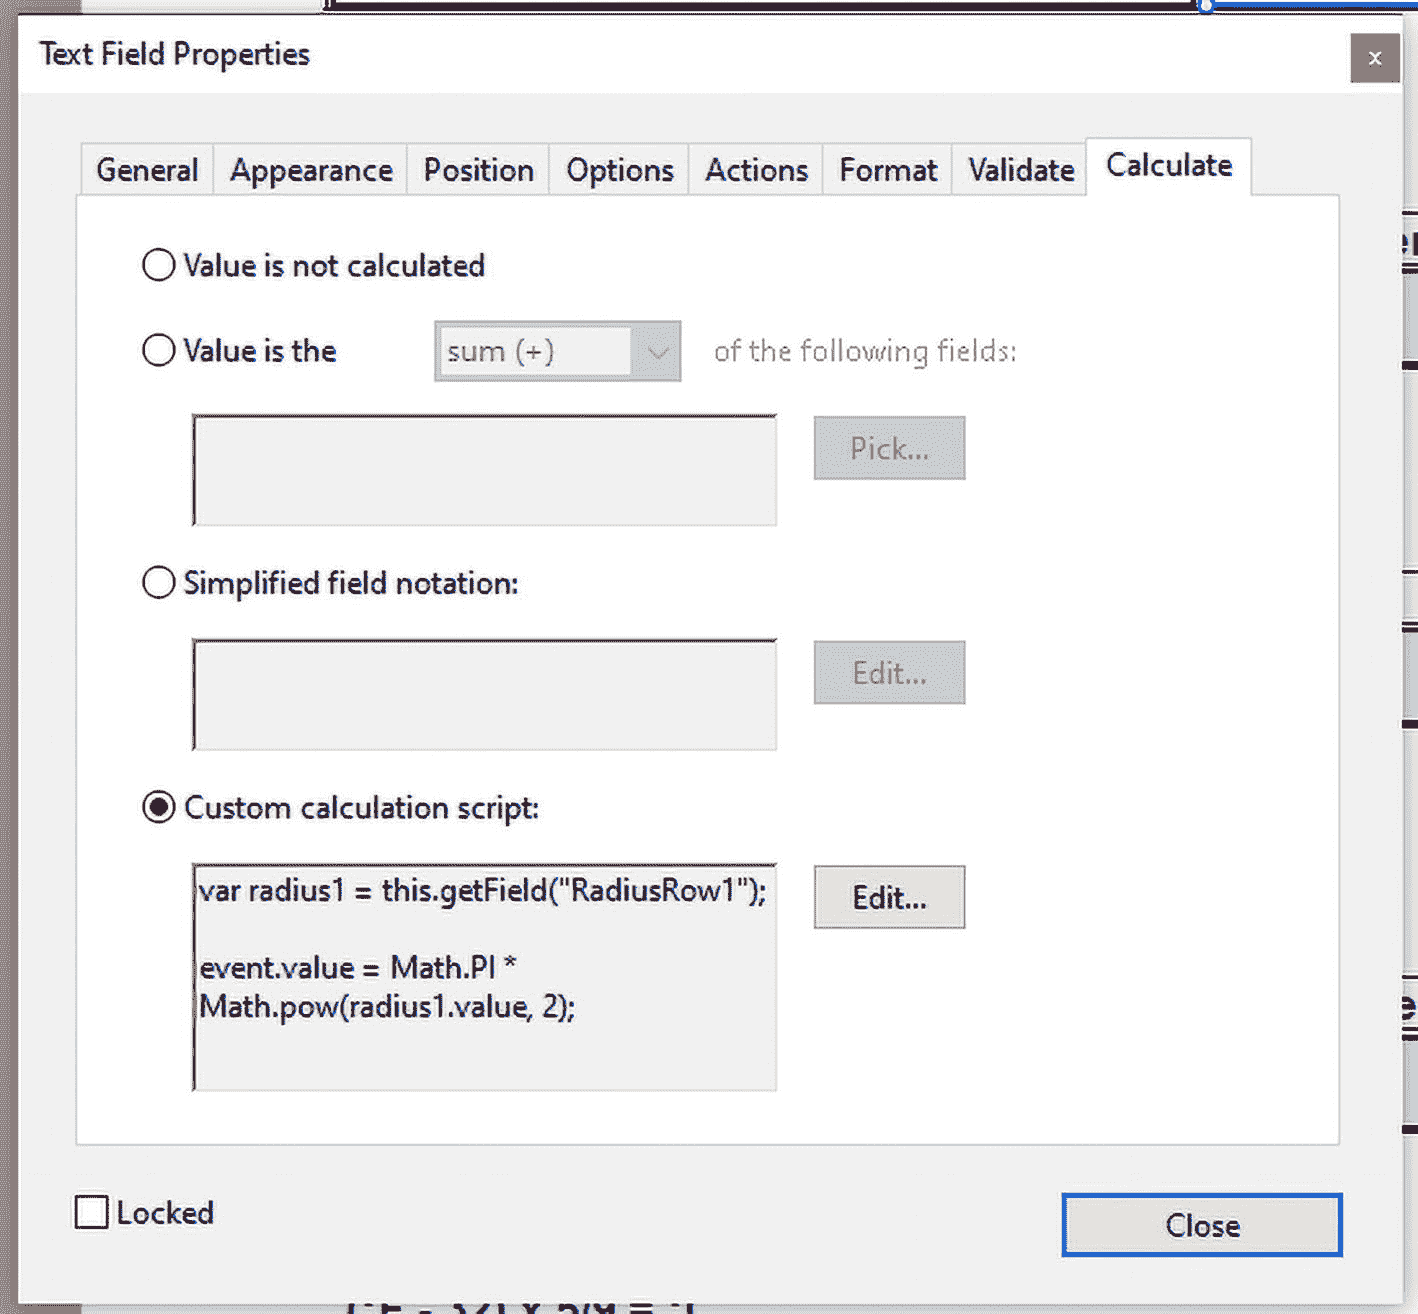 Text Field Properties
x
General Appearance Position Options Actions Format Validate Calculate
Value is not calculated
Value is the sum (+) of the following fields:
Pick...
Simplified field notation:
Edit...
Custom calculation script:
var radius1 = this.getField("RadiusRow1");
Edit...
event.value = Math.PI *
Math.pow(radius1.value, 2);
Locked
Close